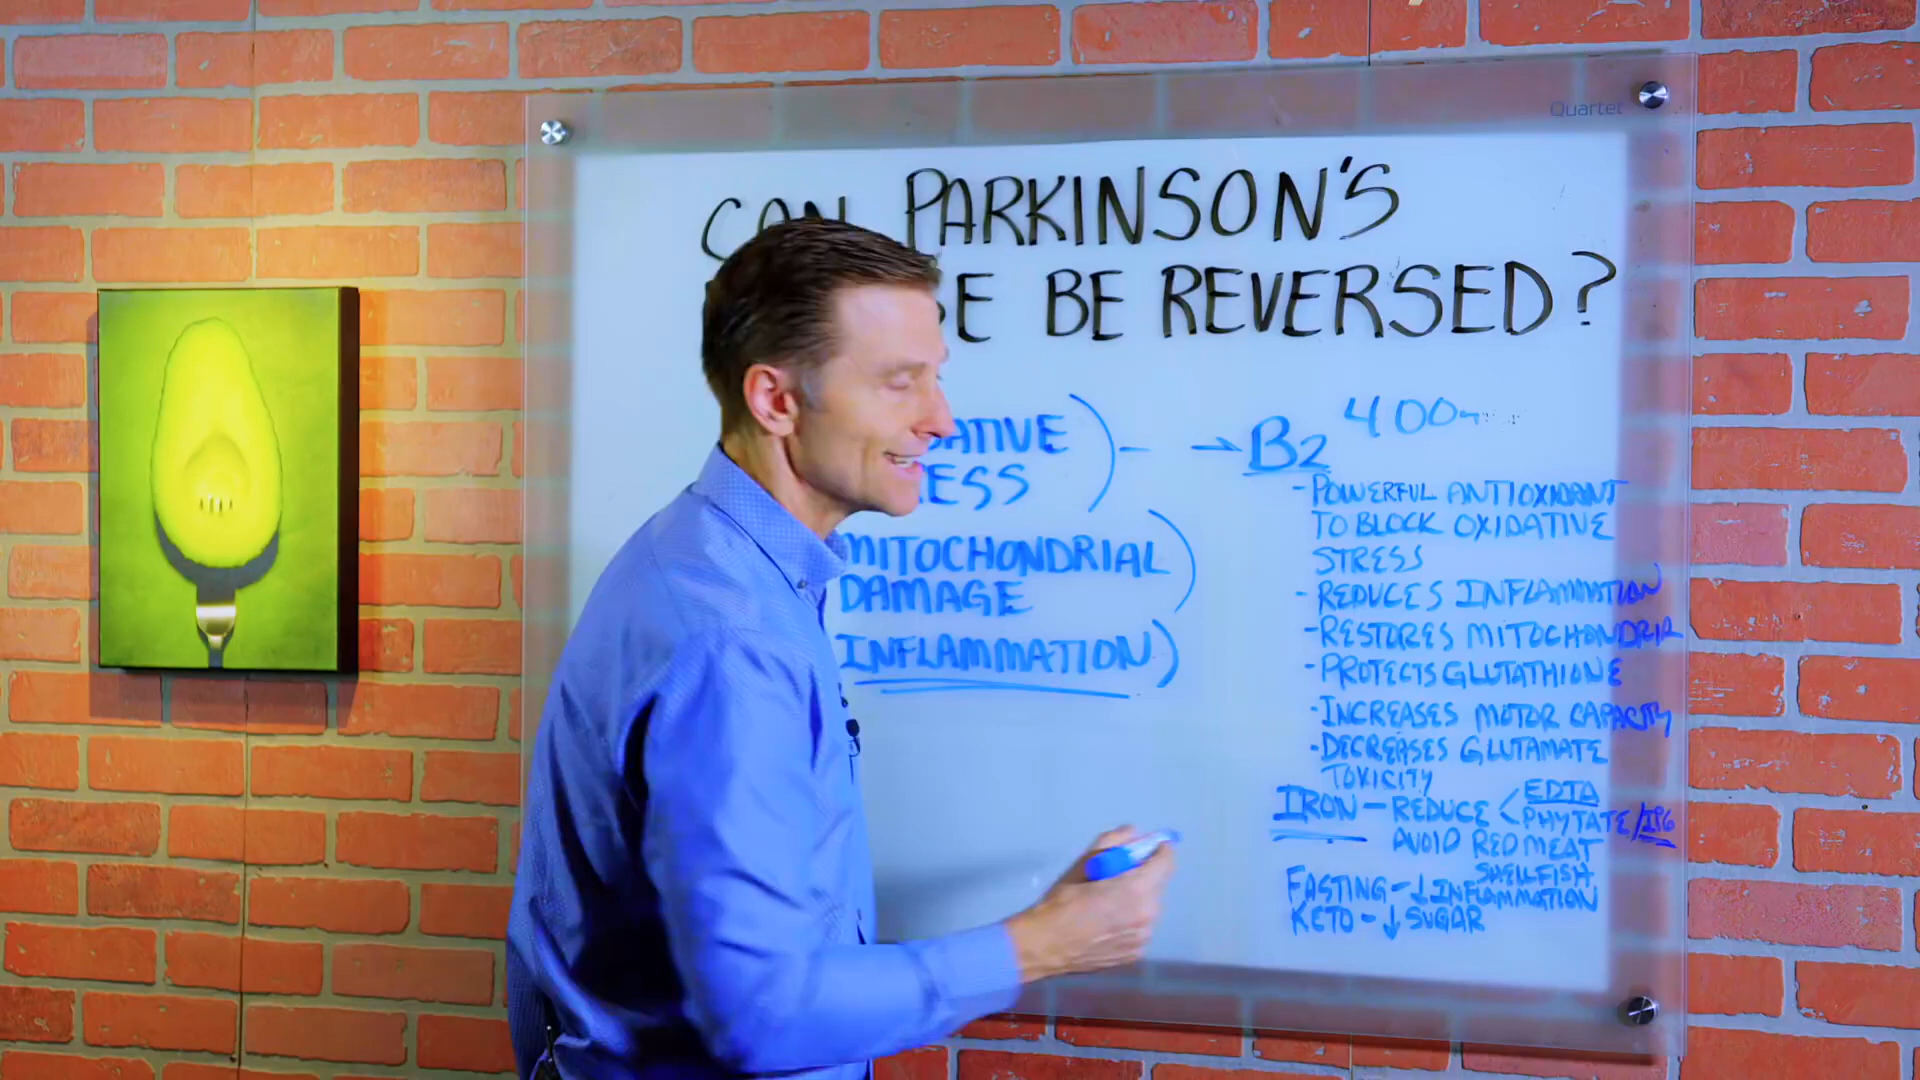 Quartet
CAN PARKINSON'S
BE REVERSED?
MITOCHONDRIAL
DAMAGE
INFLAMMATION
B2 400
-POWERFUL ANTIOXIDANT
TO BLOCK OXIDATIVE
STRESS
-REDUCES INFLAMMATION
-RESTORES MITOCHONDRIA
-PROTECTS GLUTATHIONE
-INCREASES MOTOR CAPACITY
-DECREASES GLUTAMATE
TOXICITY
IRON - REDUCE < EDTA
PHYTATE/IP6
AVOID RED MEAT
SHELLFISH
FASTING - ↓ INFLAMMATION
KETO - ↓ SUGAR